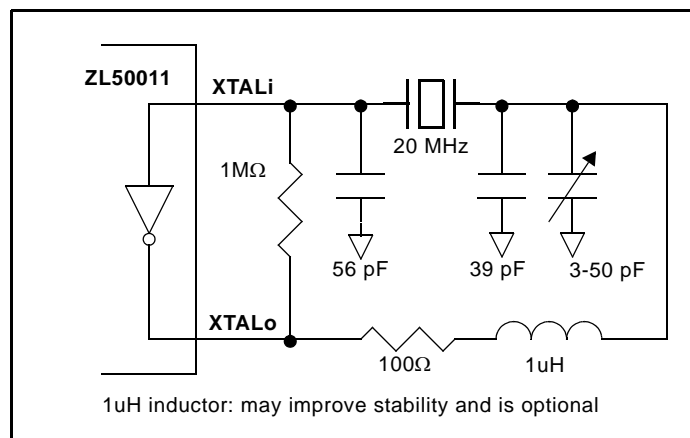 ZL50011
XTALi
20 MHz
1MΩ
56 pF
39 pF
3-50 pF
XTALo
100Ω
1uH
1uH inductor: may improve stability and is optional